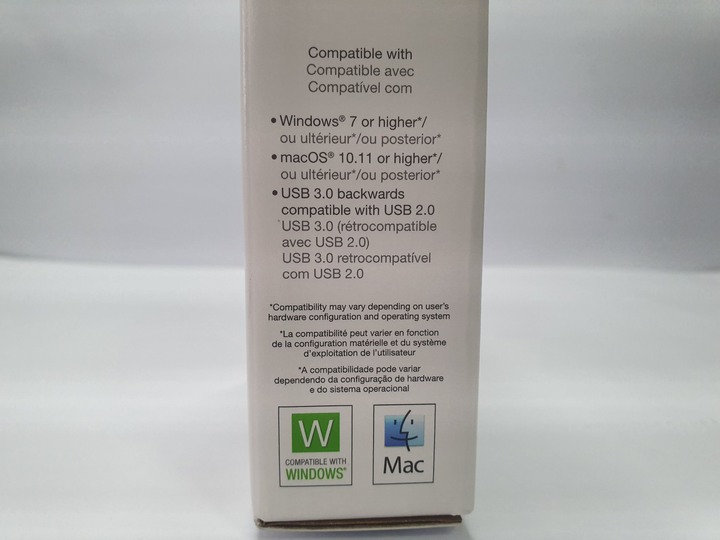 Compatible with
Compatible avec
Compatível com
• Windows® 7 or higher*/
ou ultérieur*/ou posterior*
• macOS® 10.11 or higher*/
ou ultérieur*/ou posterior*
• USB 3.0 backwards
compatible with USB 2.0
USB 3.0 (rétrocompatible
avec USB 2.0)
USB 3.0 retrocompatível
com USB 2.0
*Compatibility may vary depending on user's
hardware configuration and operating system
*La compatibilité peut varier en fonction
de la configuration matérielle et du système
d'exploitation de l'utilisateur
*A compatibilidade pode variar
dependendo da configuração de hardware
e do sistema operacional
W
COMPATIBLE WITH
WINDOWS®
Mac